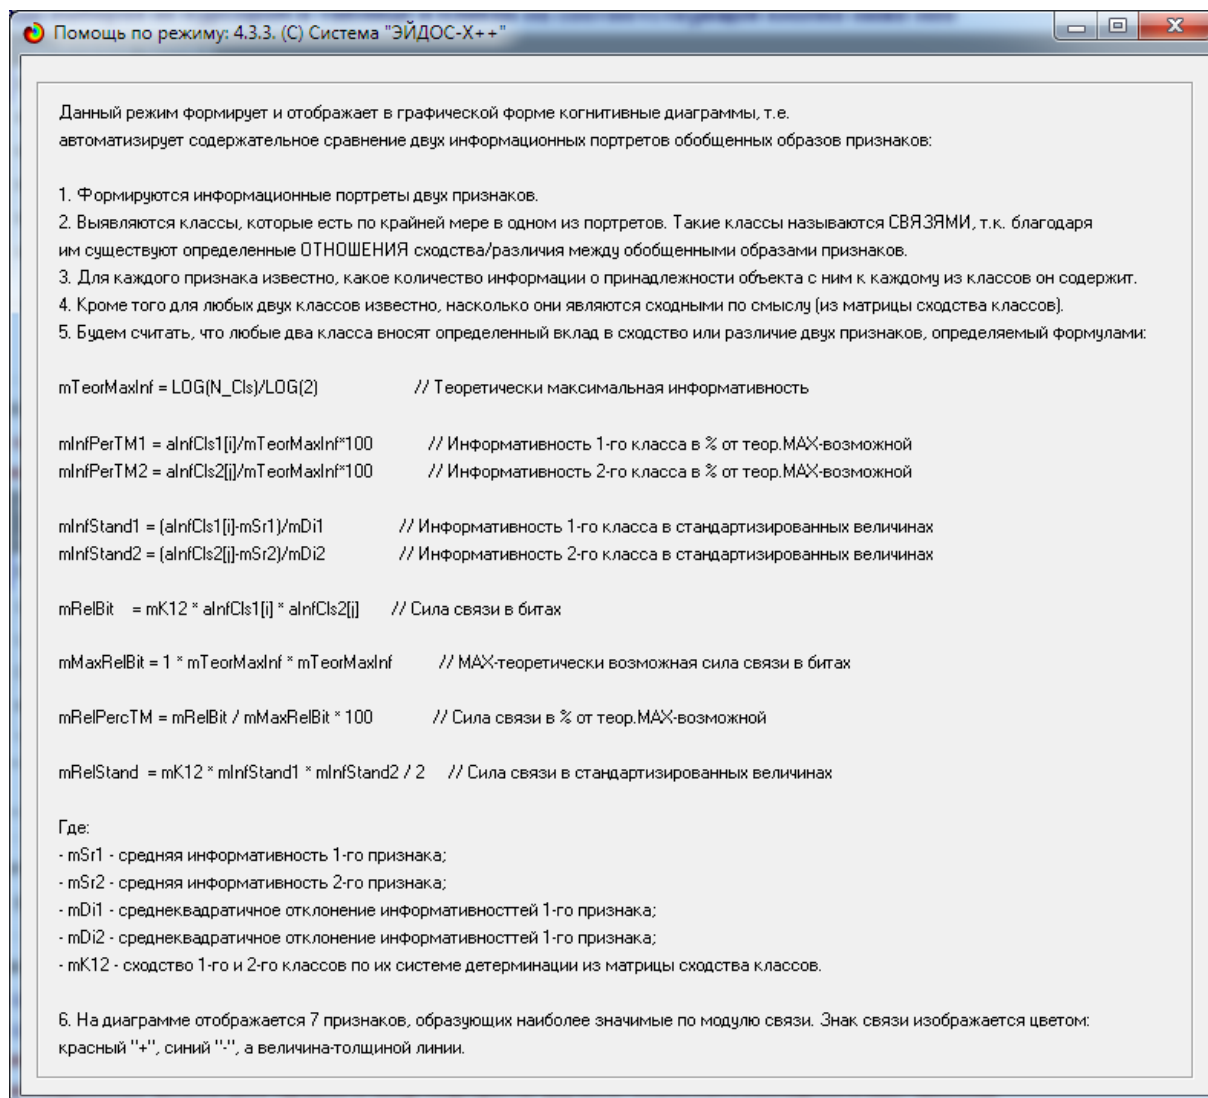 Помощь по режиму: 4.3.3. (C) Система "ЭЙДОС-X++"
Данный режим формирует и отображает в графической форме когнитивные диаграммы, т.е.
автоматизирует содержательное сравнение двух информационных портретов обобщенных образов признаков:
1. Формируются информационные портреты двух признаков.
2. Выявляются классы, которые есть по крайней мере в одном из портретов. Такие классы называются СВЯЗЯМИ, т.к. благодаря
им существуют определенные ОТНОШЕНИЯ сходства/различия между обобщенными образами признаков.
3. Для каждого признака известно, какое количество информации о принадлежности объекта с ним к каждому из классов он содержит.
4. Кроме того для любых двух классов известно, насколько они являются сходными по смыслу (из матрицы сходства классов).
5. Будем считать, что любые два класса вносят определенный вклад в сходство или различие двух признаков, определяемый формулами:
mTeorMaxInf = LOG(N_Cls)/LOG(2) // Теоретически максимальная информативность
mInfPerTM1 = aInfCls1[i]/mTeorMaxInf*100 // Информативность 1-го класса в % от теор.MAX-возможной
mInfPerTM2 = aInfCls2[j]/mTeorMaxInf*100 // Информативность 2-го класса в % от теор.MAX-возможной
mInfStand1 = (aInfCls1[i]-mSr1)/mDi1 // Информативность 1-го класса в стандартизированных величинах
mInfStand2 = (aInfCls2[j]-mSr2)/mDi2 // Информативность 2-го класса в стандартизированных величинах
mRelBit = mK12 * aInfCls1[i] * aInfCls2[j] // Сила связи в битах
mMaxRelBit = 1 * mTeorMaxInf * mTeorMaxInf // MAX-теоретически возможная сила связи в битах
mRelPercTM = mRelBit / mMaxRelBit * 100 // Сила связи в % от теор.MAX-возможной
mRelStand = mK12 * mInfStand1 * mInfStand2 / 2 // Сила связи в стандартизированных величинах
Где:
- mSr1 - средняя информативность 1-го признака;
- mSr2 - средняя информативность 2-го признака;
- mDi1 - среднеквадратичное отклонение информативносттей 1-го признака;
- mDi2 - среднеквадратичное отклонение информативносттей 1-го признака;
- mK12 - сходство 1-го и 2-го классов по их системе детерминации из матрицы сходства классов.
6. На диаграмме отображается 7 признаков, образующих наиболее значимые по модулю связи. Знак связи изображается цветом:
красный "+", синий "-", а величина-толщиной линии.